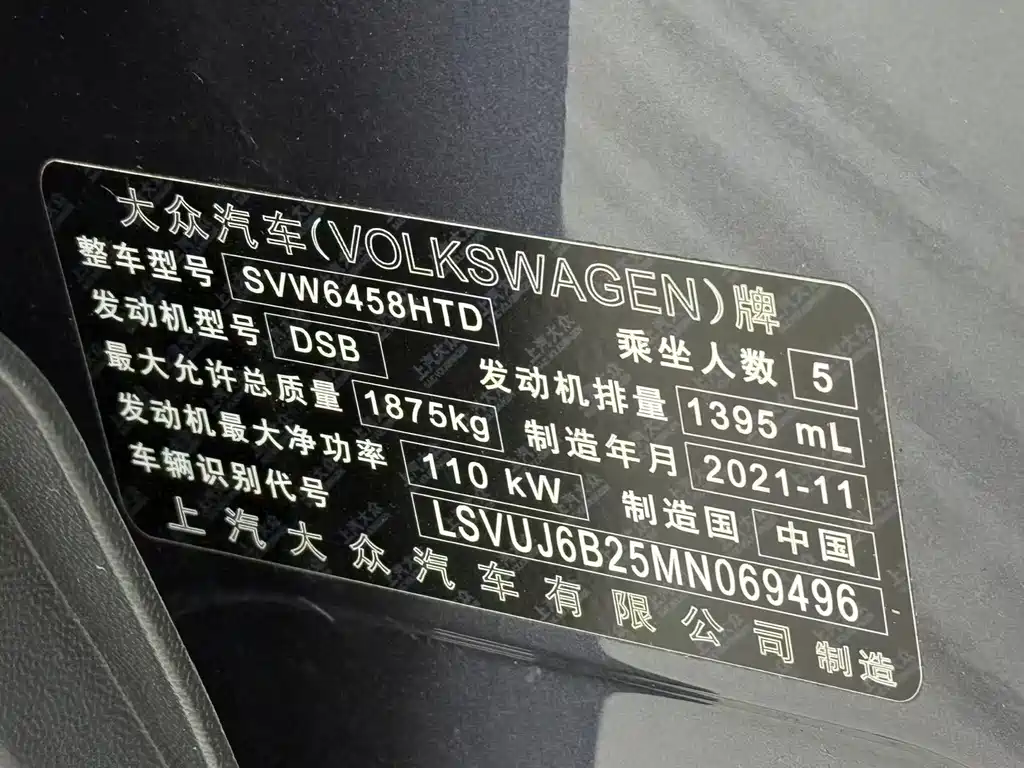 大众汽车(VOLKSWAGEN)牌
整车型号 SVW6458HTD 乘坐人数 5
发动机型号 DSB 发动机排量 1395 mL
最大允许总质量 1875kg 制造年月 2021-11
发动机最大净功率 110 kW 制造国 中国
车辆识别代号 LSVUJ6B25MN069496
上汽大众汽车有限公司制造